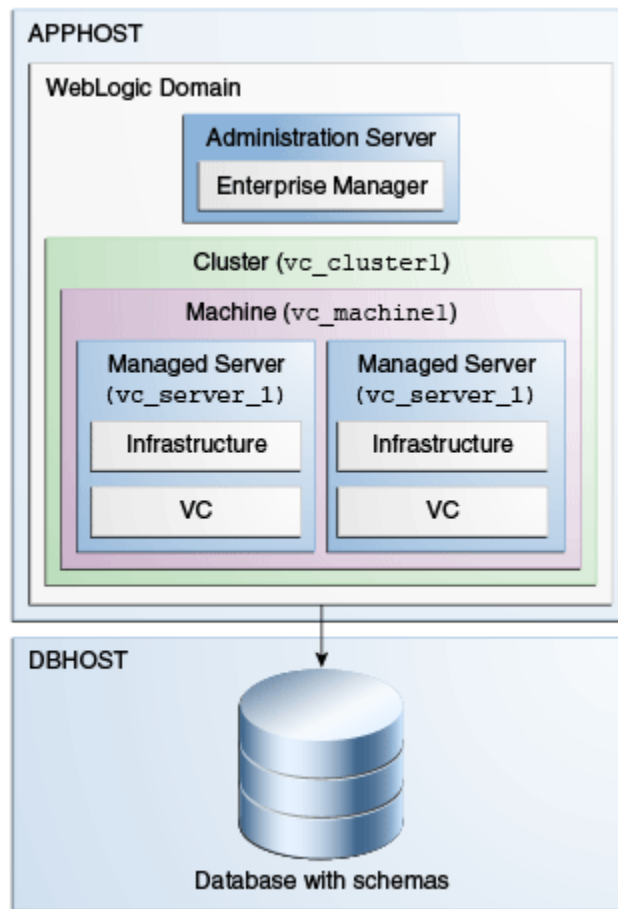 APPHOST
WebLogic Domain
Administration Server
Enterprise Manager
Cluster (vc_cluster1)
Machine (vc_machine1)
Managed Server
(vc_server_1)
Infrastructure
VC
Managed Server
(vc_server_1)
Infrastructure
VC
DBHOST
Database with schemas